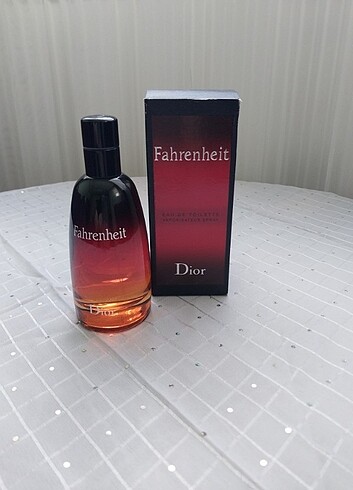 Fahrenheit
Dior
Fahrenheit
EAU DE TOILETTE
Dior